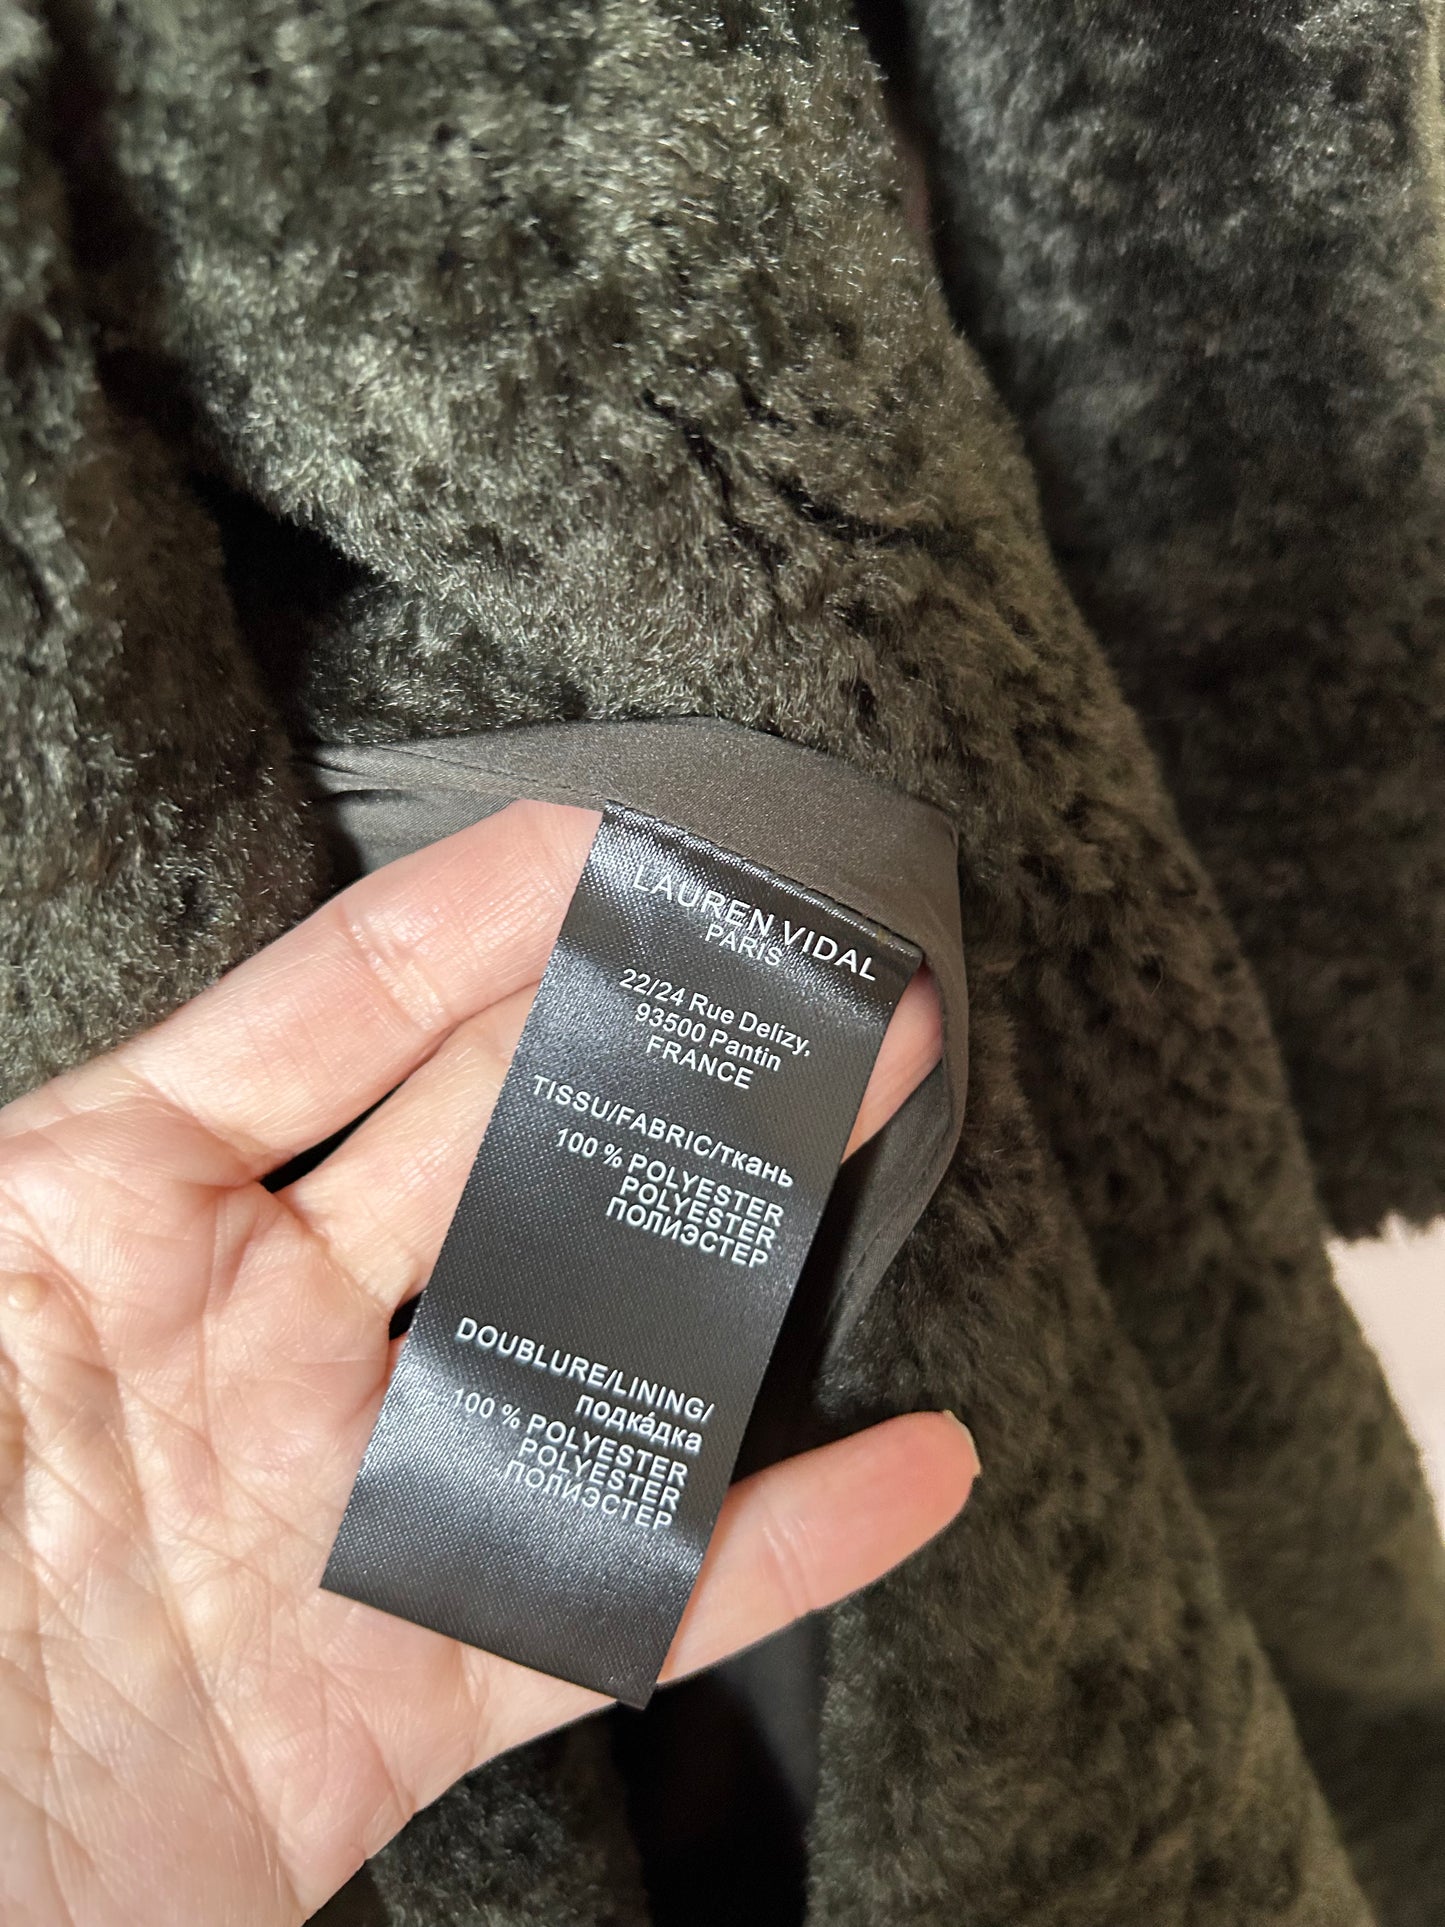 LAUREN VIDAL
PARIS
22/24 Rue Delizy,
93500 Pantin
FRANCE
TISSU/FABRIC/ткань
100 % POLYESTER
POLYESTER
ПОЛИЭСТЕР
DOUBLURE/LINING/
подкáдка
100 % POLYESTER
POLYESTER
ПОЛИЭСТЕР